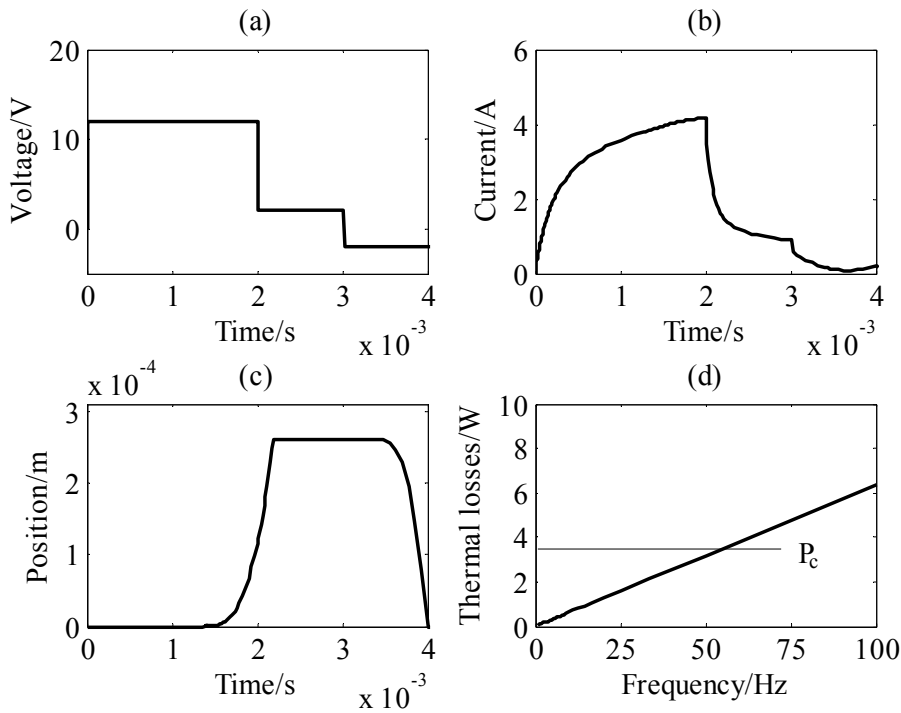 (a)
20
10
0
Voltage/V
0 1 2 3 4
Time/s
x 10⁻³
(b)
6
4
2
0
Current/A
0 1 2 3 4
Time/s
x 10⁻³
(c)
x 10⁻⁴
3
2
1
0
Position/m
0 1 2 3 4
Time/s
x 10⁻³
(d)
10
8
6
4
2
0
Thermal losses/W
P_c
0 25 50 75 100
Frequency/Hz